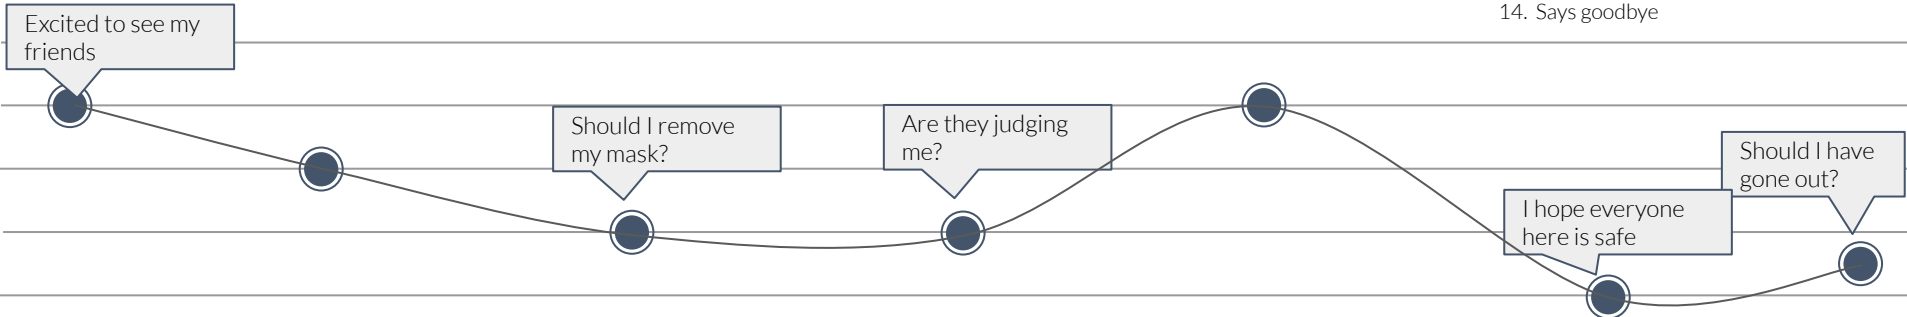 14. Says goodbye
Excited to see my
friends
Should I remove
my mask?
Are they judging
me?
I hope everyone
here is safe
Should I have
gone out?